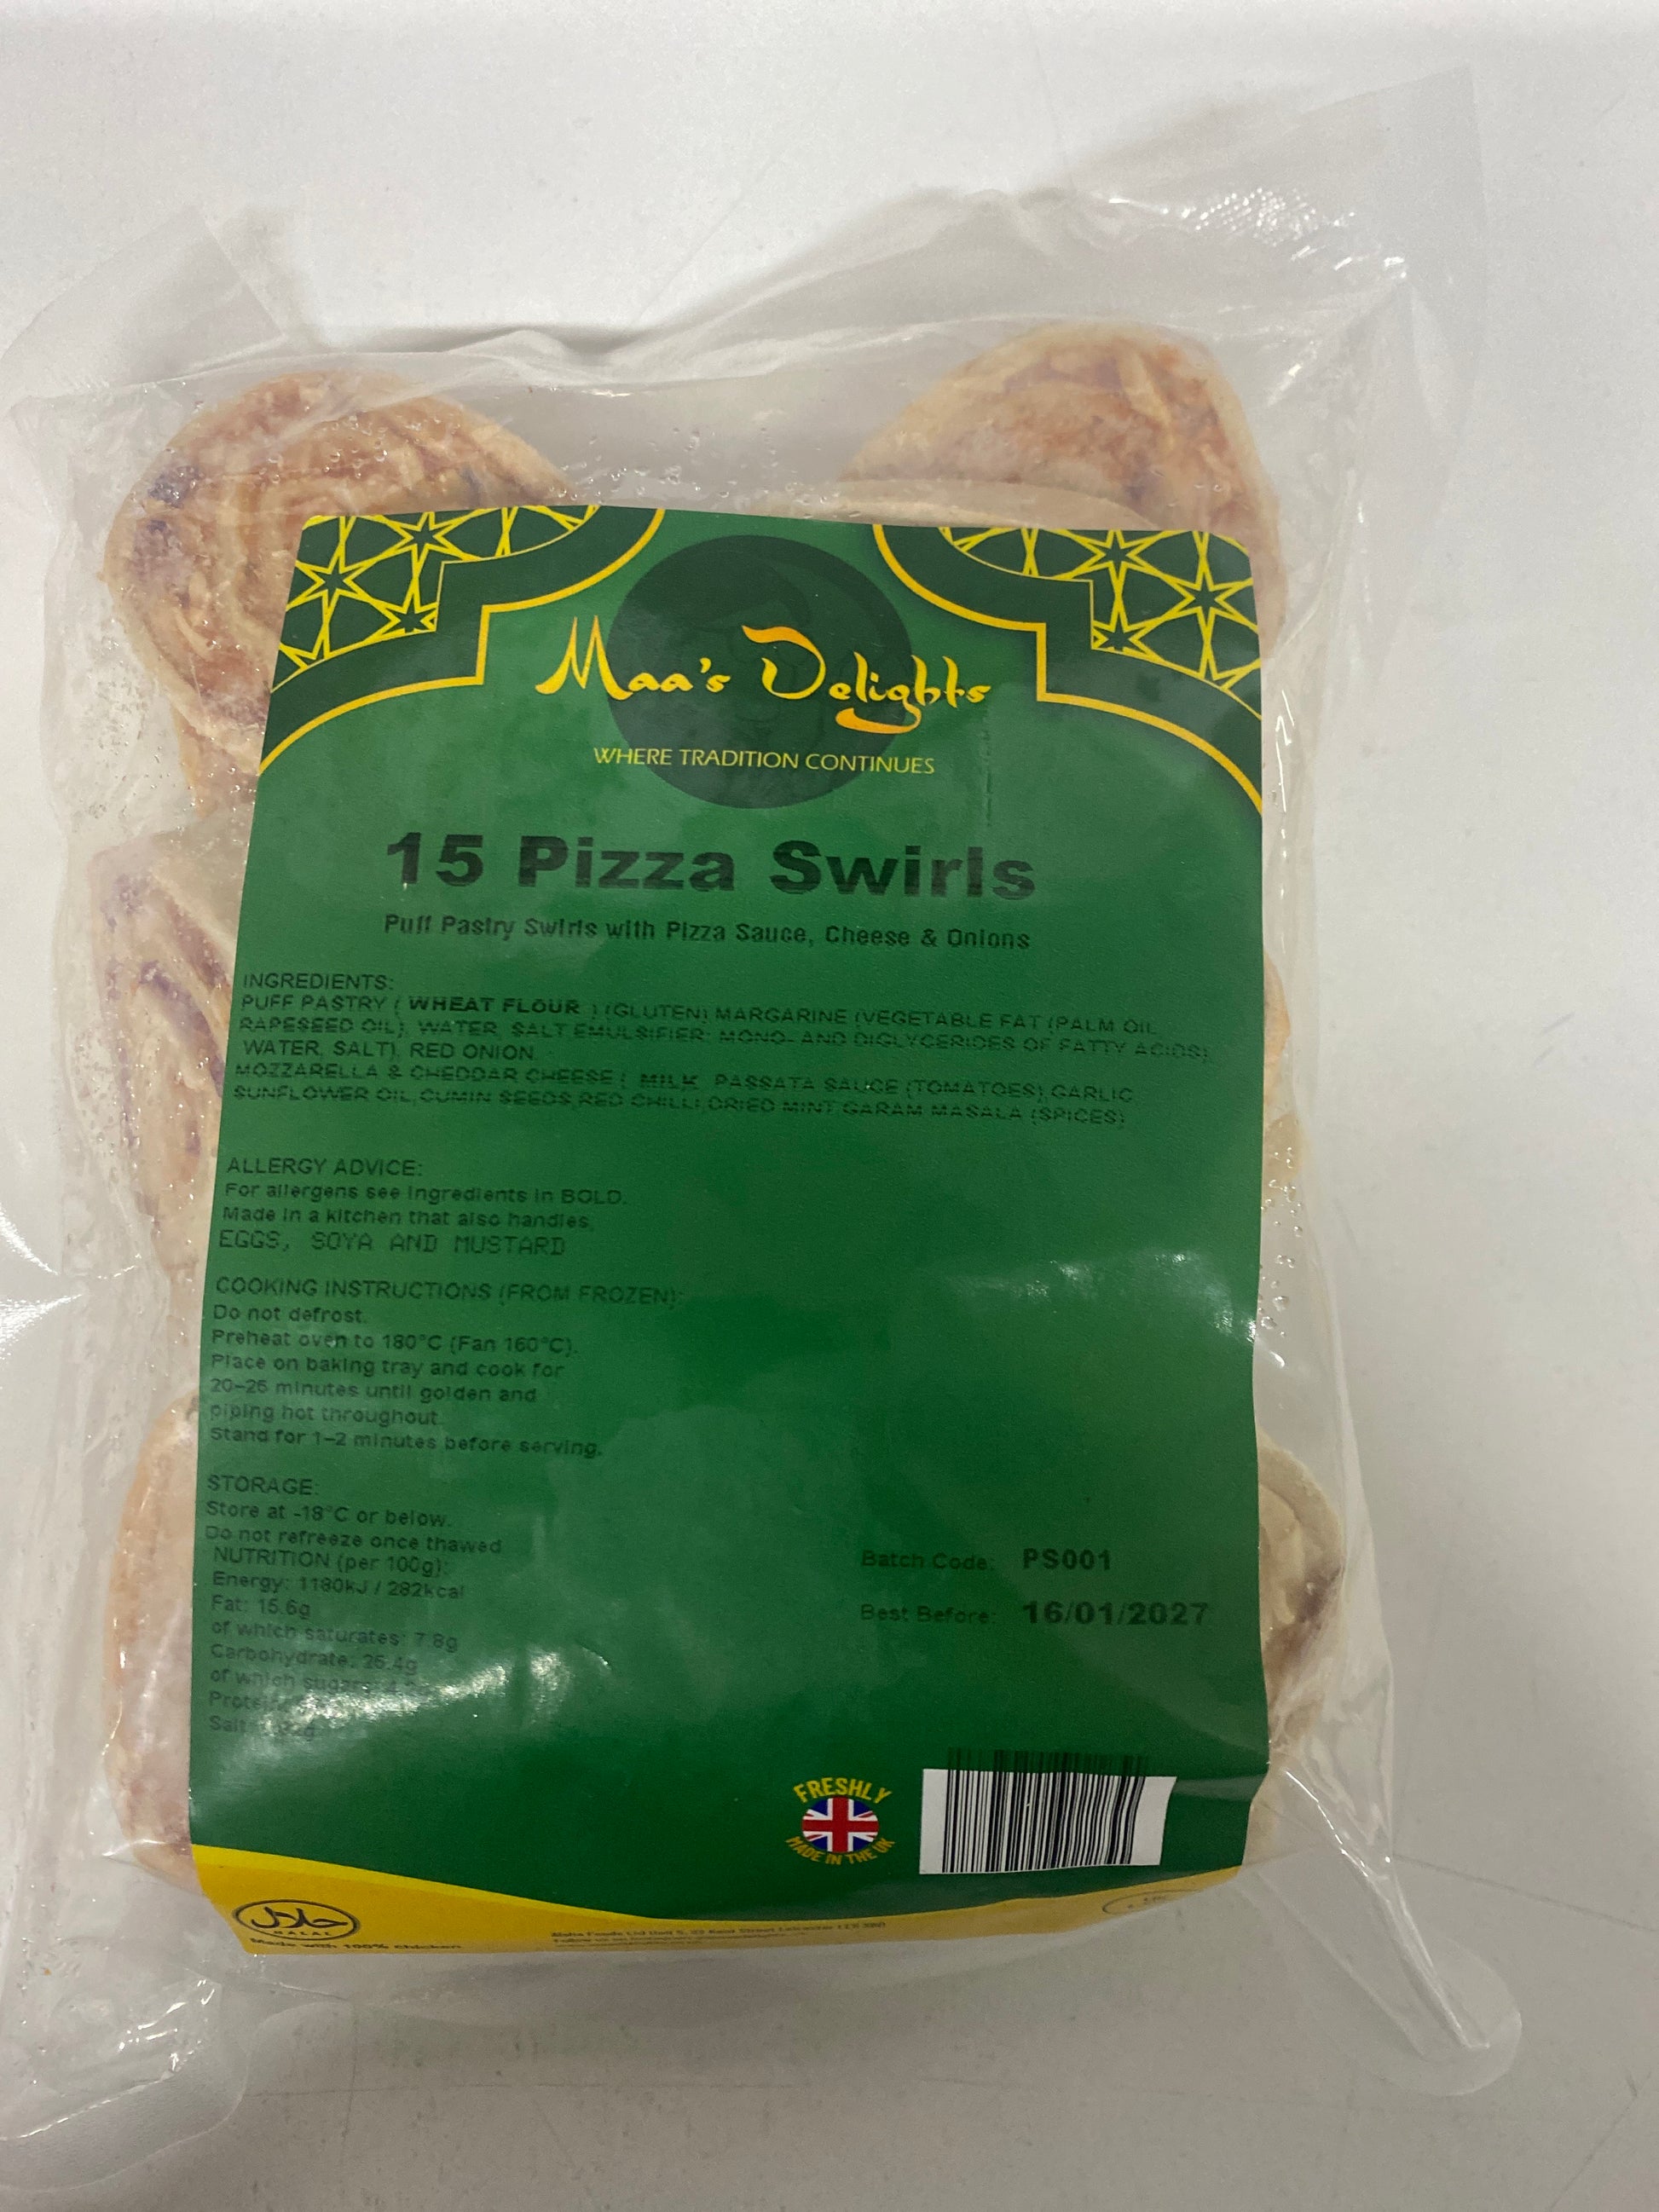 Maa's Delights
WHERE TRADITION CONTINUES
15 Pizza Swirls
Puff Pastry Swirls with Pizza Sauce, Cheese & Onions
INGREDIENTS:
PUFF PASTRY ( WHEAT FLOUR ) (GLUTEN) MARGARINE (VEGETABLE FAT (PALM OIL
RAPESEED OIL), WATER, SALT EMULSIFIER: MONO- AND DIGLYCERIDES OF FATTY ACIDS)
WATER, SALT), RED ONION
MOZZARELLA & CHEDDAR CHEESE ( MILK PASSATA SAUCE (TOMATOES) GARLIC
SUNFLOWER OIL, CUMIN SEEDS RED CHILLI, DRIED MINT GARAM MASALA (SPICES)
ALLERGY ADVICE:
For allergens see ingredients in BOLD.
Made in a kitchen that also handles,
EGGS, SOYA AND MUSTARD
COOKING INSTRUCTIONS (FROM FROZEN):
Do not defrost.
Preheat oven to 180°C (Fan 160°C).
Place on baking tray and cook for
20–25 minutes until golden and
piping hot throughout.
Stand for 1–2 minutes before serving.
STORAGE:
Store at -18°C or below.
Do not refreeze once thawed
NUTRITION (per 100g):
Energy: 1180kJ / 282kcal
Fat: 15.6g
of which saturates: 7.8g
Carbohydrate: 26.4g
of which sugars
Protein
Salt
Batch Code: PS001
Best Before: 16/01/2027
FRESHLY
MADE IN THE UK
حلال
HALAL
Made with 100% chicken